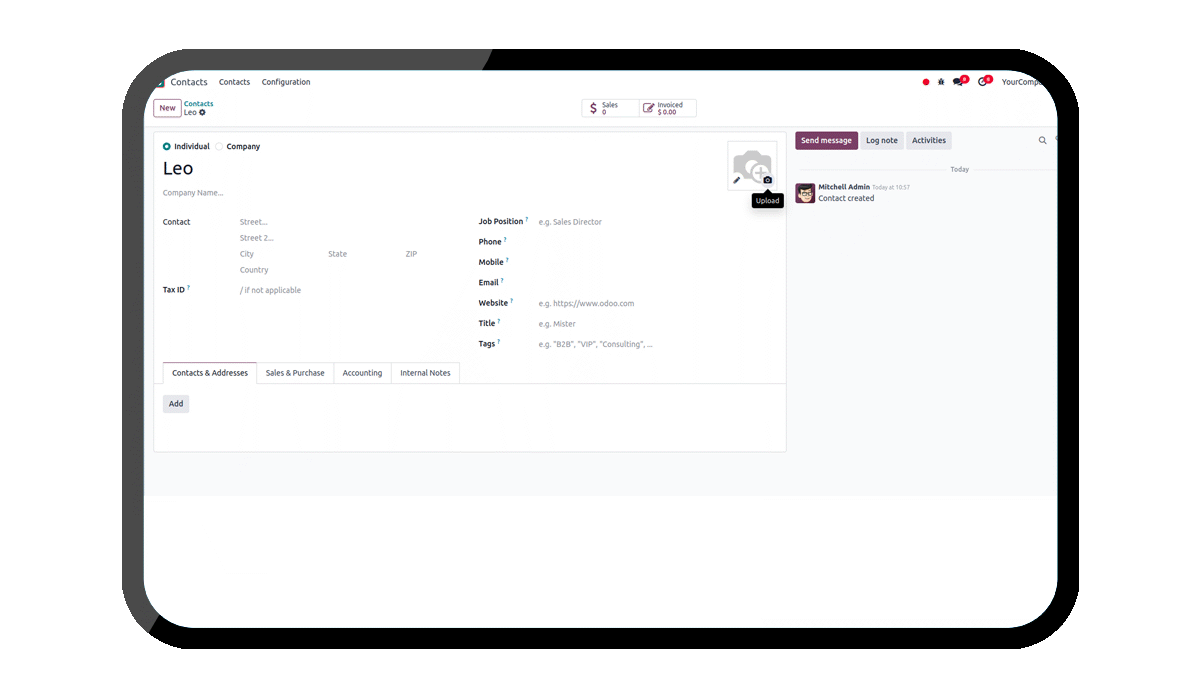 Contacts Contacts Configuration
6 6 YourCompa
New Contacts
Leo
Sales
0
Invoiced
$ 0.00
Individual Company
Leo
Company Name...
Upload
Contact Street...
Street 2...
City State ZIP
Country
Tax ID ? / if not applicable
Job Position ? e.g. Sales Director
Phone ?
Mobile ?
Email ?
Website ? e.g. https://www.odoo.com
Title ? e.g. Mister
Tags ? e.g. "B2B", "VIP", "Consulting", ...
Contacts & Addresses Sales & Purchase Accounting Internal Notes
Add
Send message Log note Activities
Today
Mitchell Admin Today at 10:57
Contact created